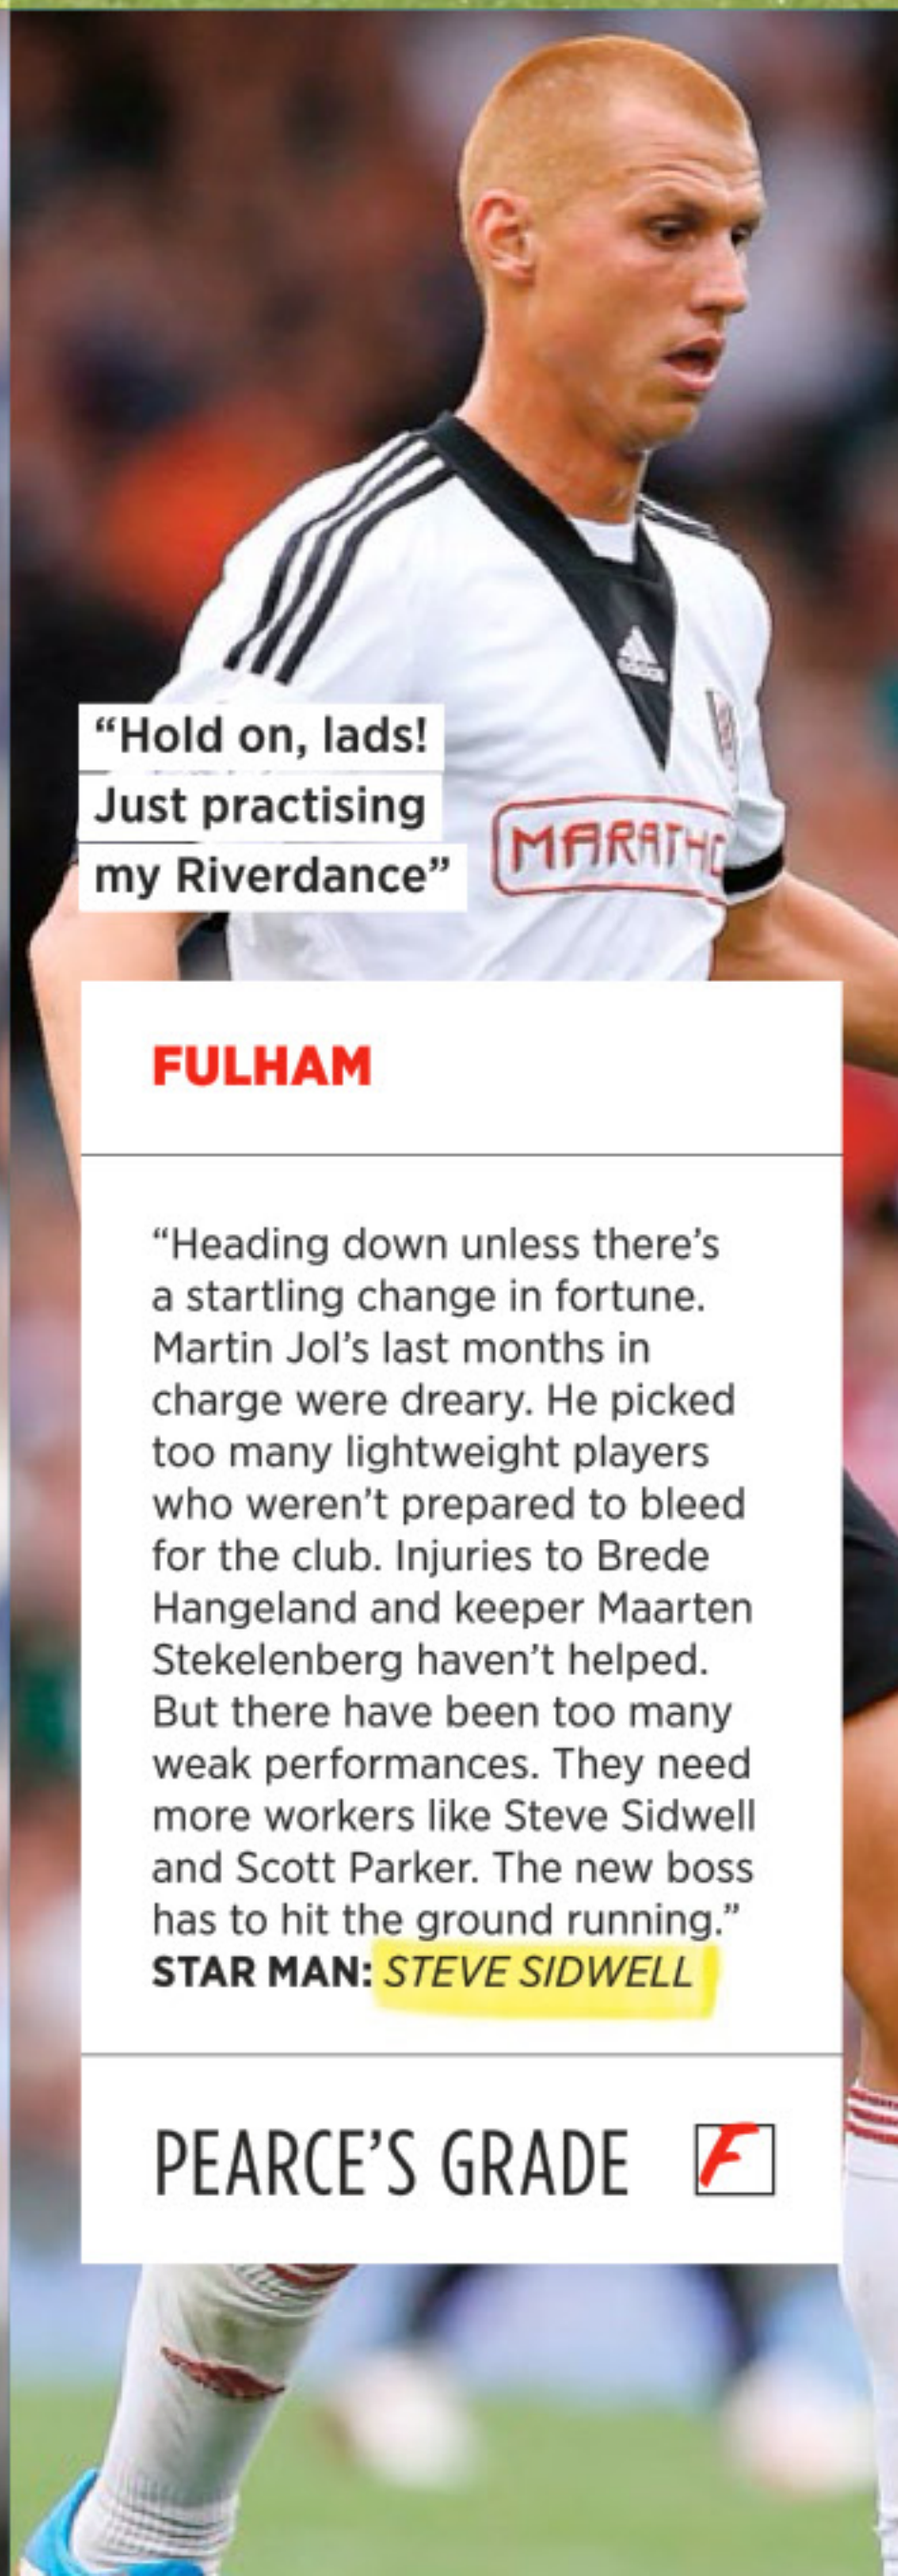 “Hold on, lads!
Just practising
my Riverdance”
MARATHO
FULHAM
“Heading down unless there’s
a startling change in fortune.
Martin Jol’s last months in
charge were dreary. He picked
too many lightweight players
who weren’t prepared to bleed
for the club. Injuries to Brede
Hangeland and keeper Maarten
Stekelenberg haven’t helped.
But there have been too many
weak performances. They need
more workers like Steve Sidwell
and Scott Parker. The new boss
has to hit the ground running.”
STAR MAN: STEVE SIDWELL
PEARCE’S GRADE F